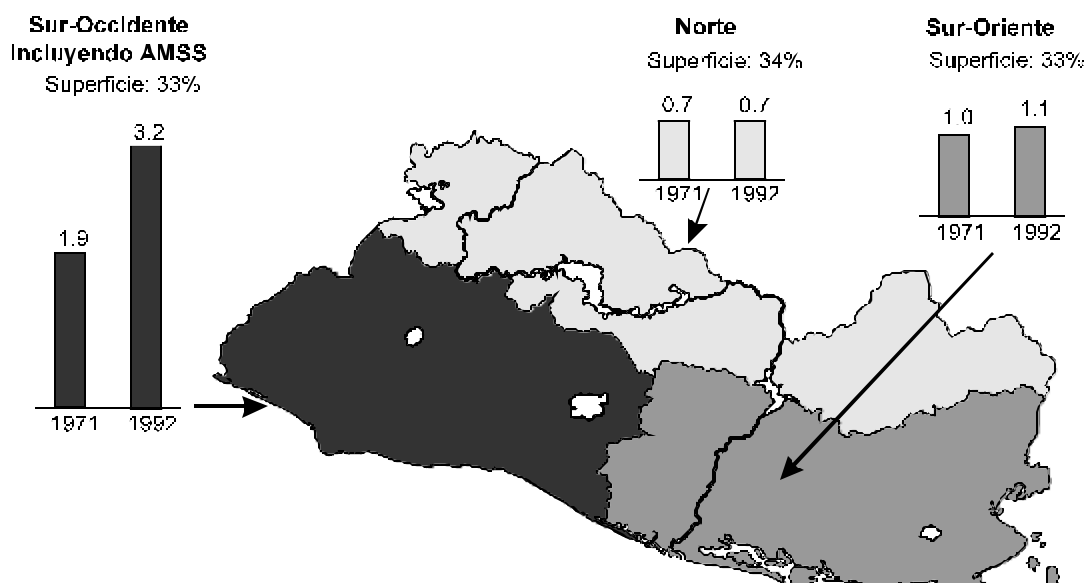 Sur-Occidente
incluyendo AMSS
Superficie: 33%
3.2
1.9
1971 1992
Norte
Superficie: 34%
0.7 0.7
1971 1992
Sur-Oriente
Superficie: 33%
1.0 1.1
1971 1992